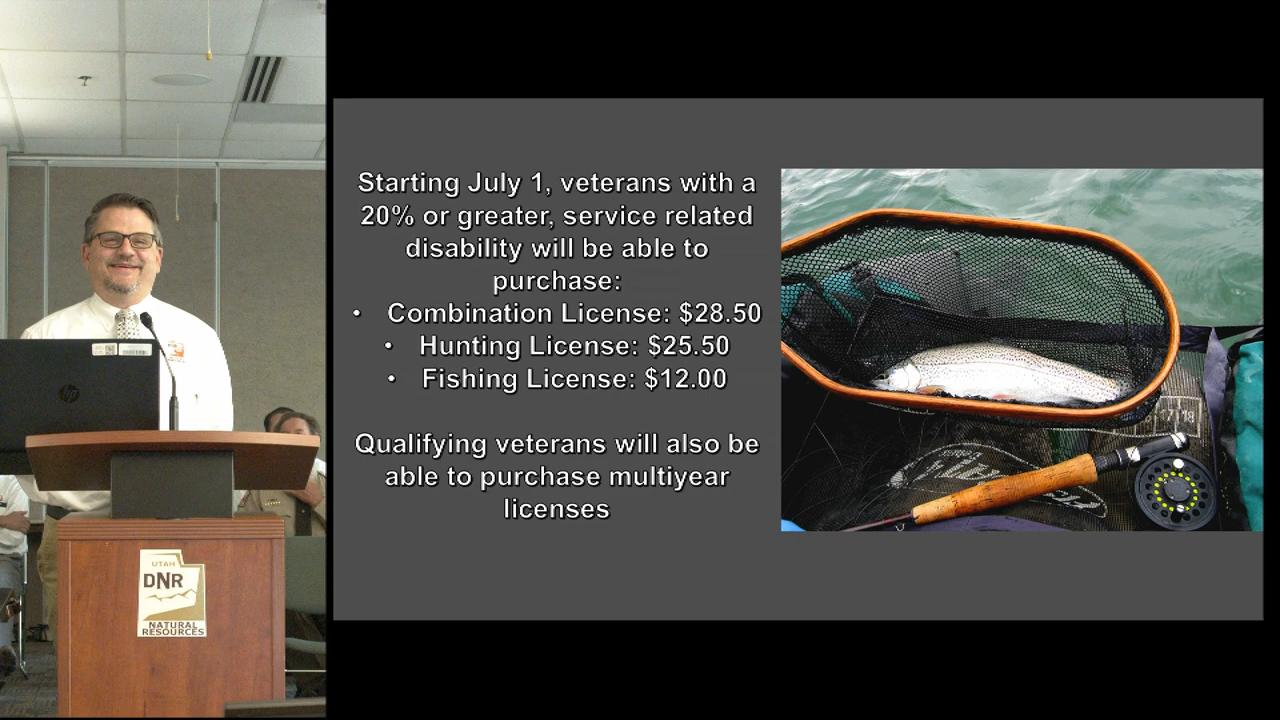 Starting July 1, veterans with a
20% or greater, service related
disability will be able to
purchase:
• Combination License: $28.50
• Hunting License: $25.50
• Fishing License: $12.00
Qualifying veterans will also be
able to purchase multiyear
licenses
hp
UTAH
DNR
NATURAL
RESOURCES